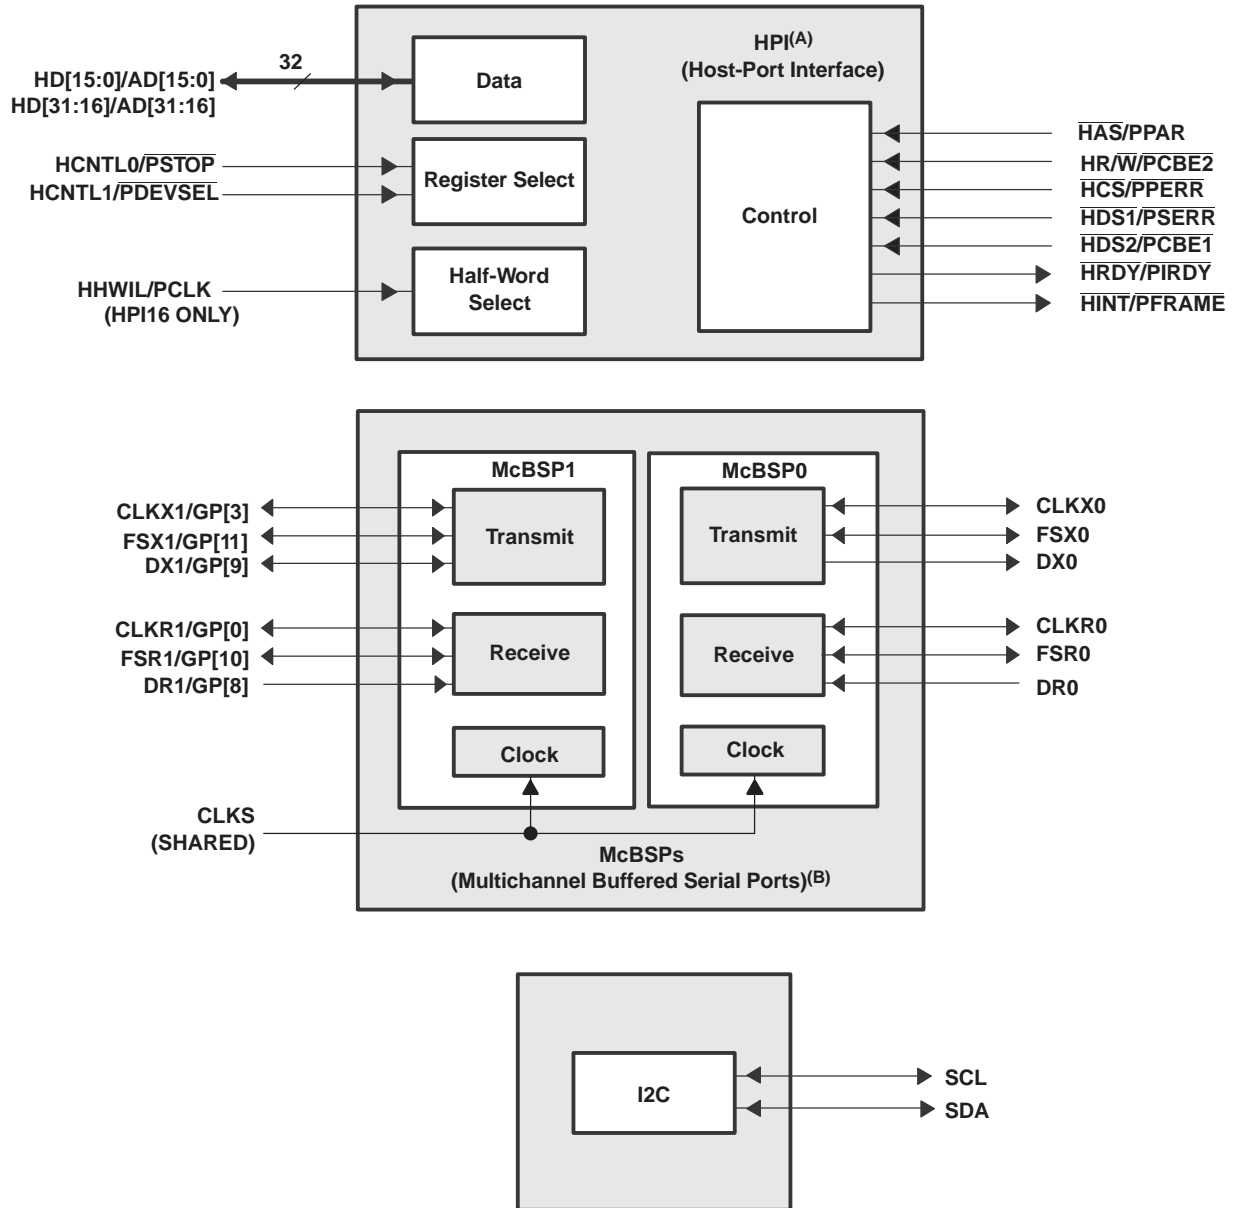 HPI(A)
(Host-Port Interface)
32
HD[15:0]/AD[15:0]
HD[31:16]/AD[31:16]
Data
HCNTL0/PSTOP
HCNTL1/PDEVSEL
Register Select
HHWIL/PCLK
(HPI16 ONLY)
Half-Word
Select
Control
HAS/PPAR
HR/W/PCBE2
HCS/PPERR
HDS1/PSERR
HDS2/PCBE1
HRDY/PIRDY
HINT/PFRAME
McBSP1
McBSP0
CLKX1/GP[3]
FSX1/GP[11]
DX1/GP[9]
Transmit
Transmit
CLKX0
FSX0
DX0
CLKR1/GP[0]
FSR1/GP[10]
DR1/GP[8]
Receive
Receive
CLKR0
FSR0
DR0
Clock
Clock
CLKS
(SHARED)
McBSPs
(Multichannel Buffered Serial Ports)(B)
I2C
SCL
SDA